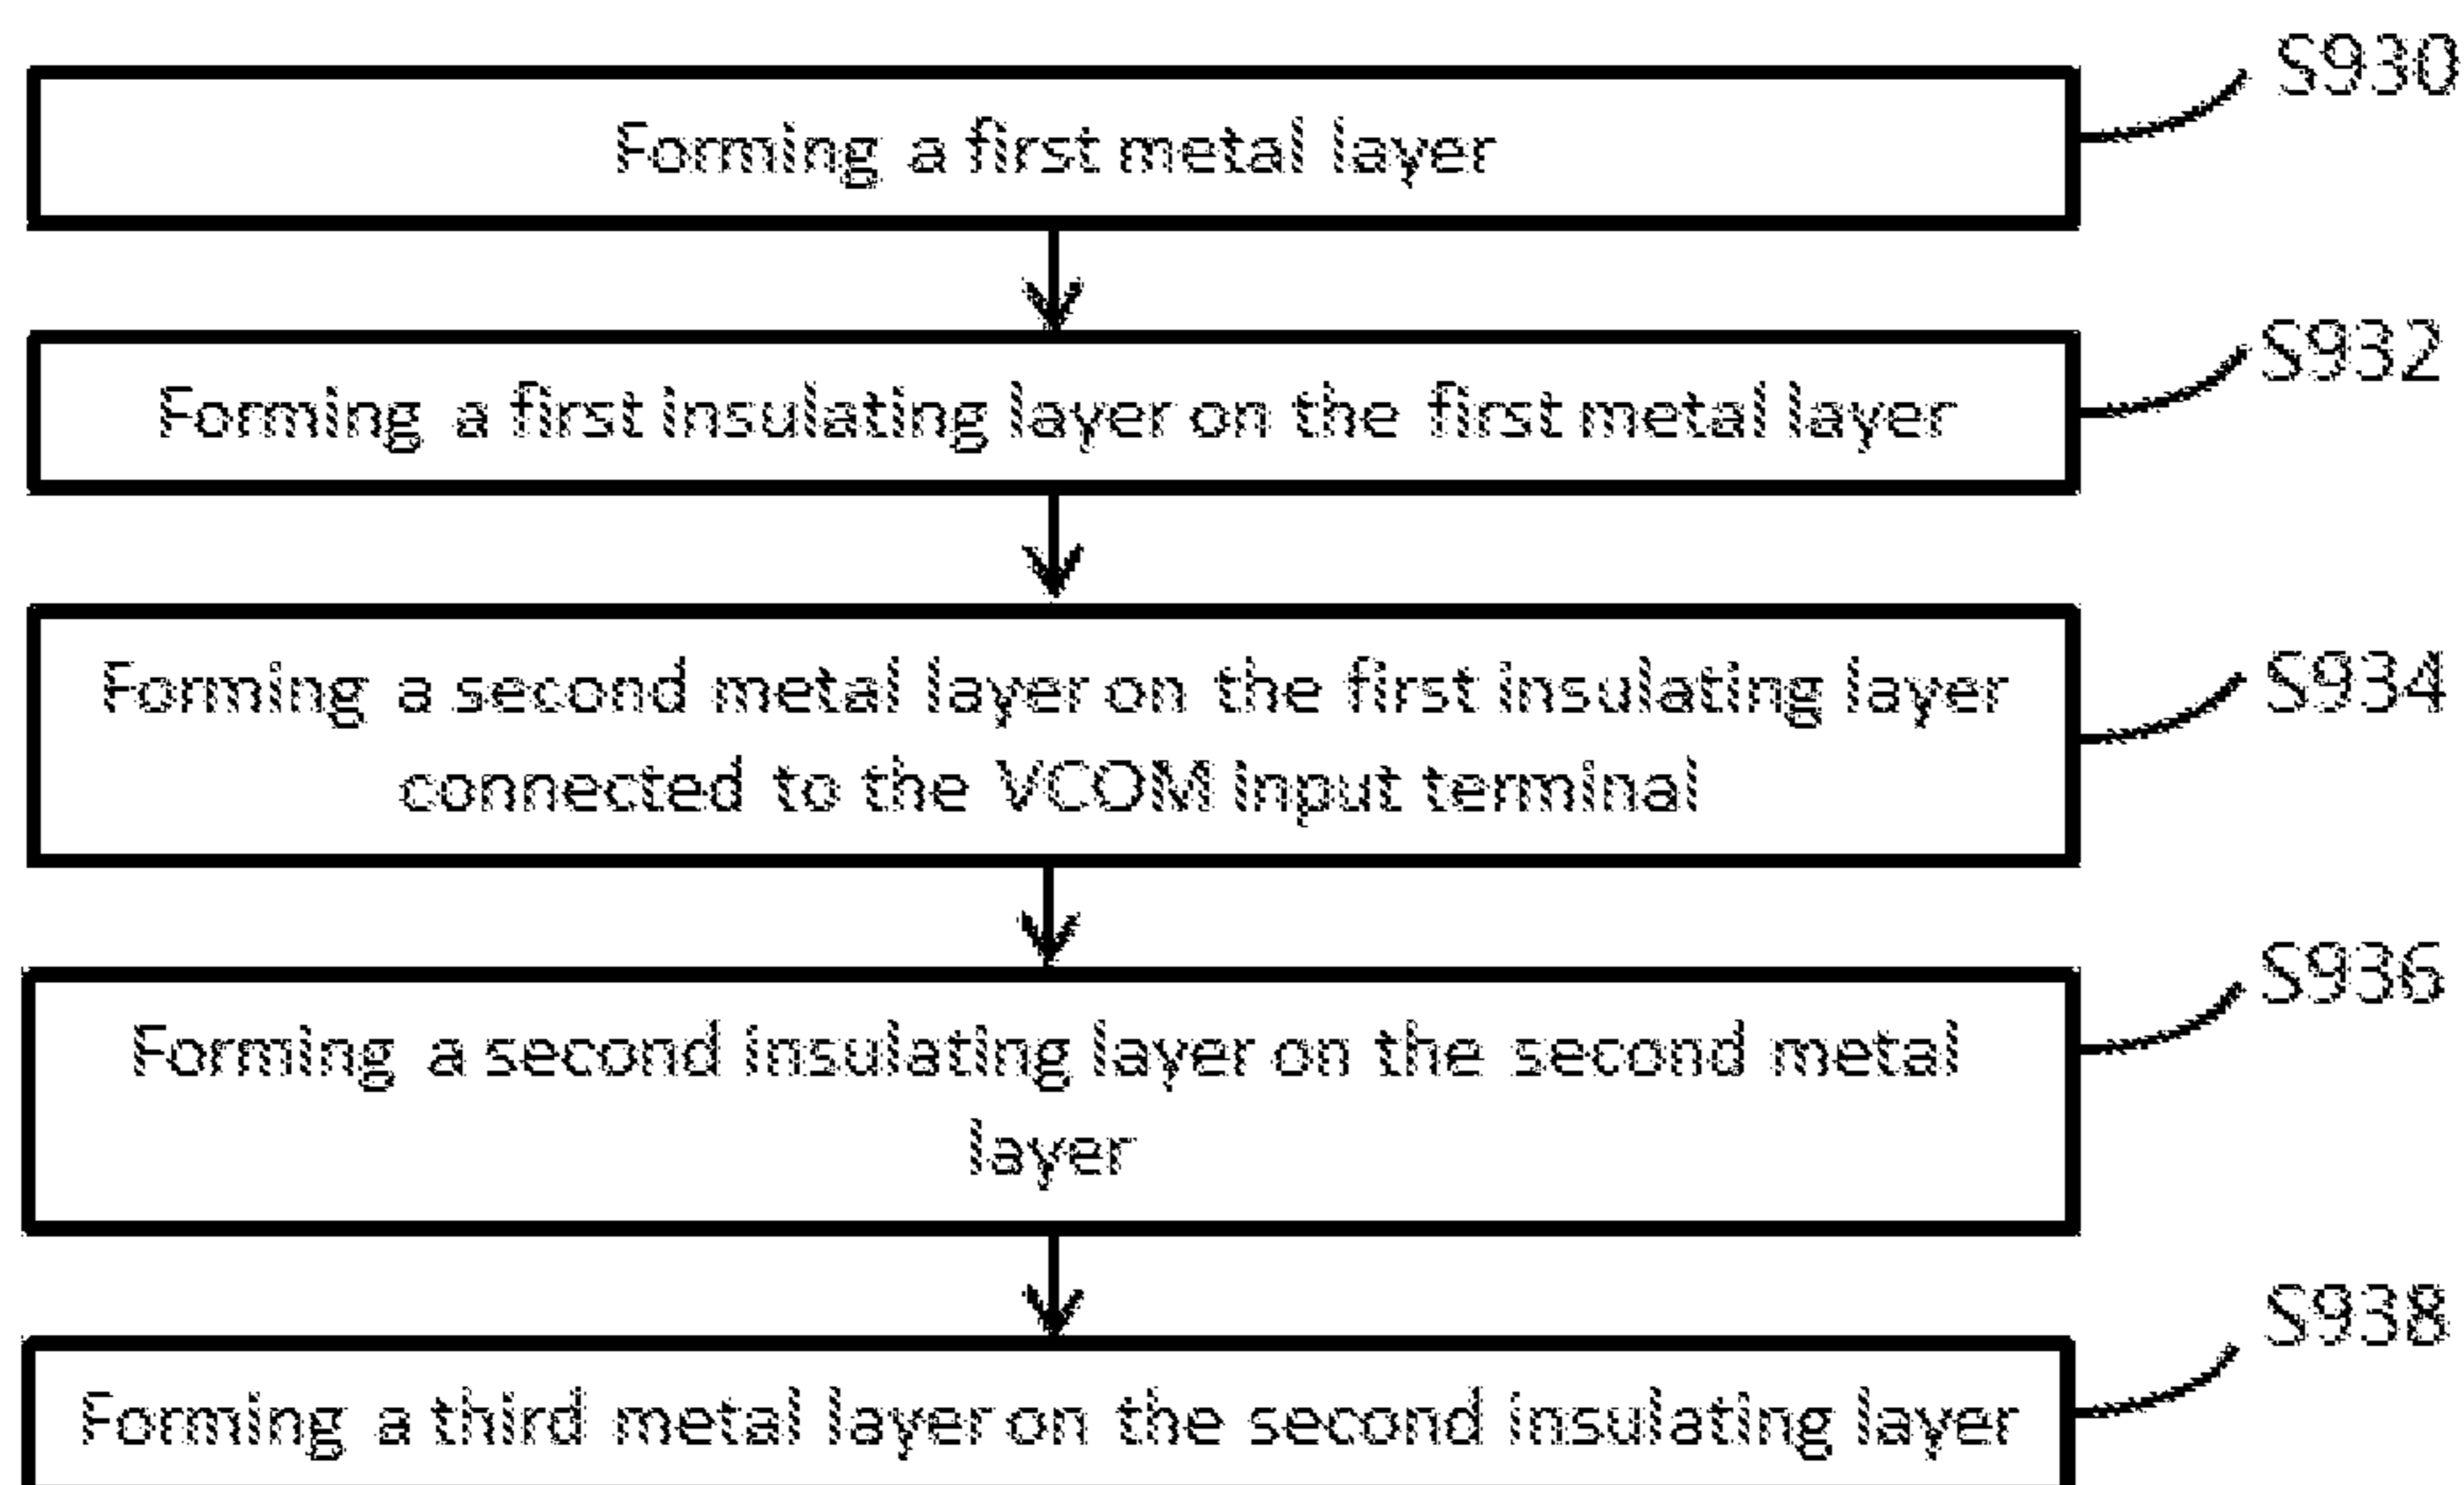 S930
Forming a first metal layer
S932
Forming a first insulating layer on the first metal layer
S934
Forming a second metal layer on the first insulating layer
connected to the VCOM input terminal
S936
Forming a second insulating layer on the second metal
layer
S938
Forming a third metal layer on the second insulating layer